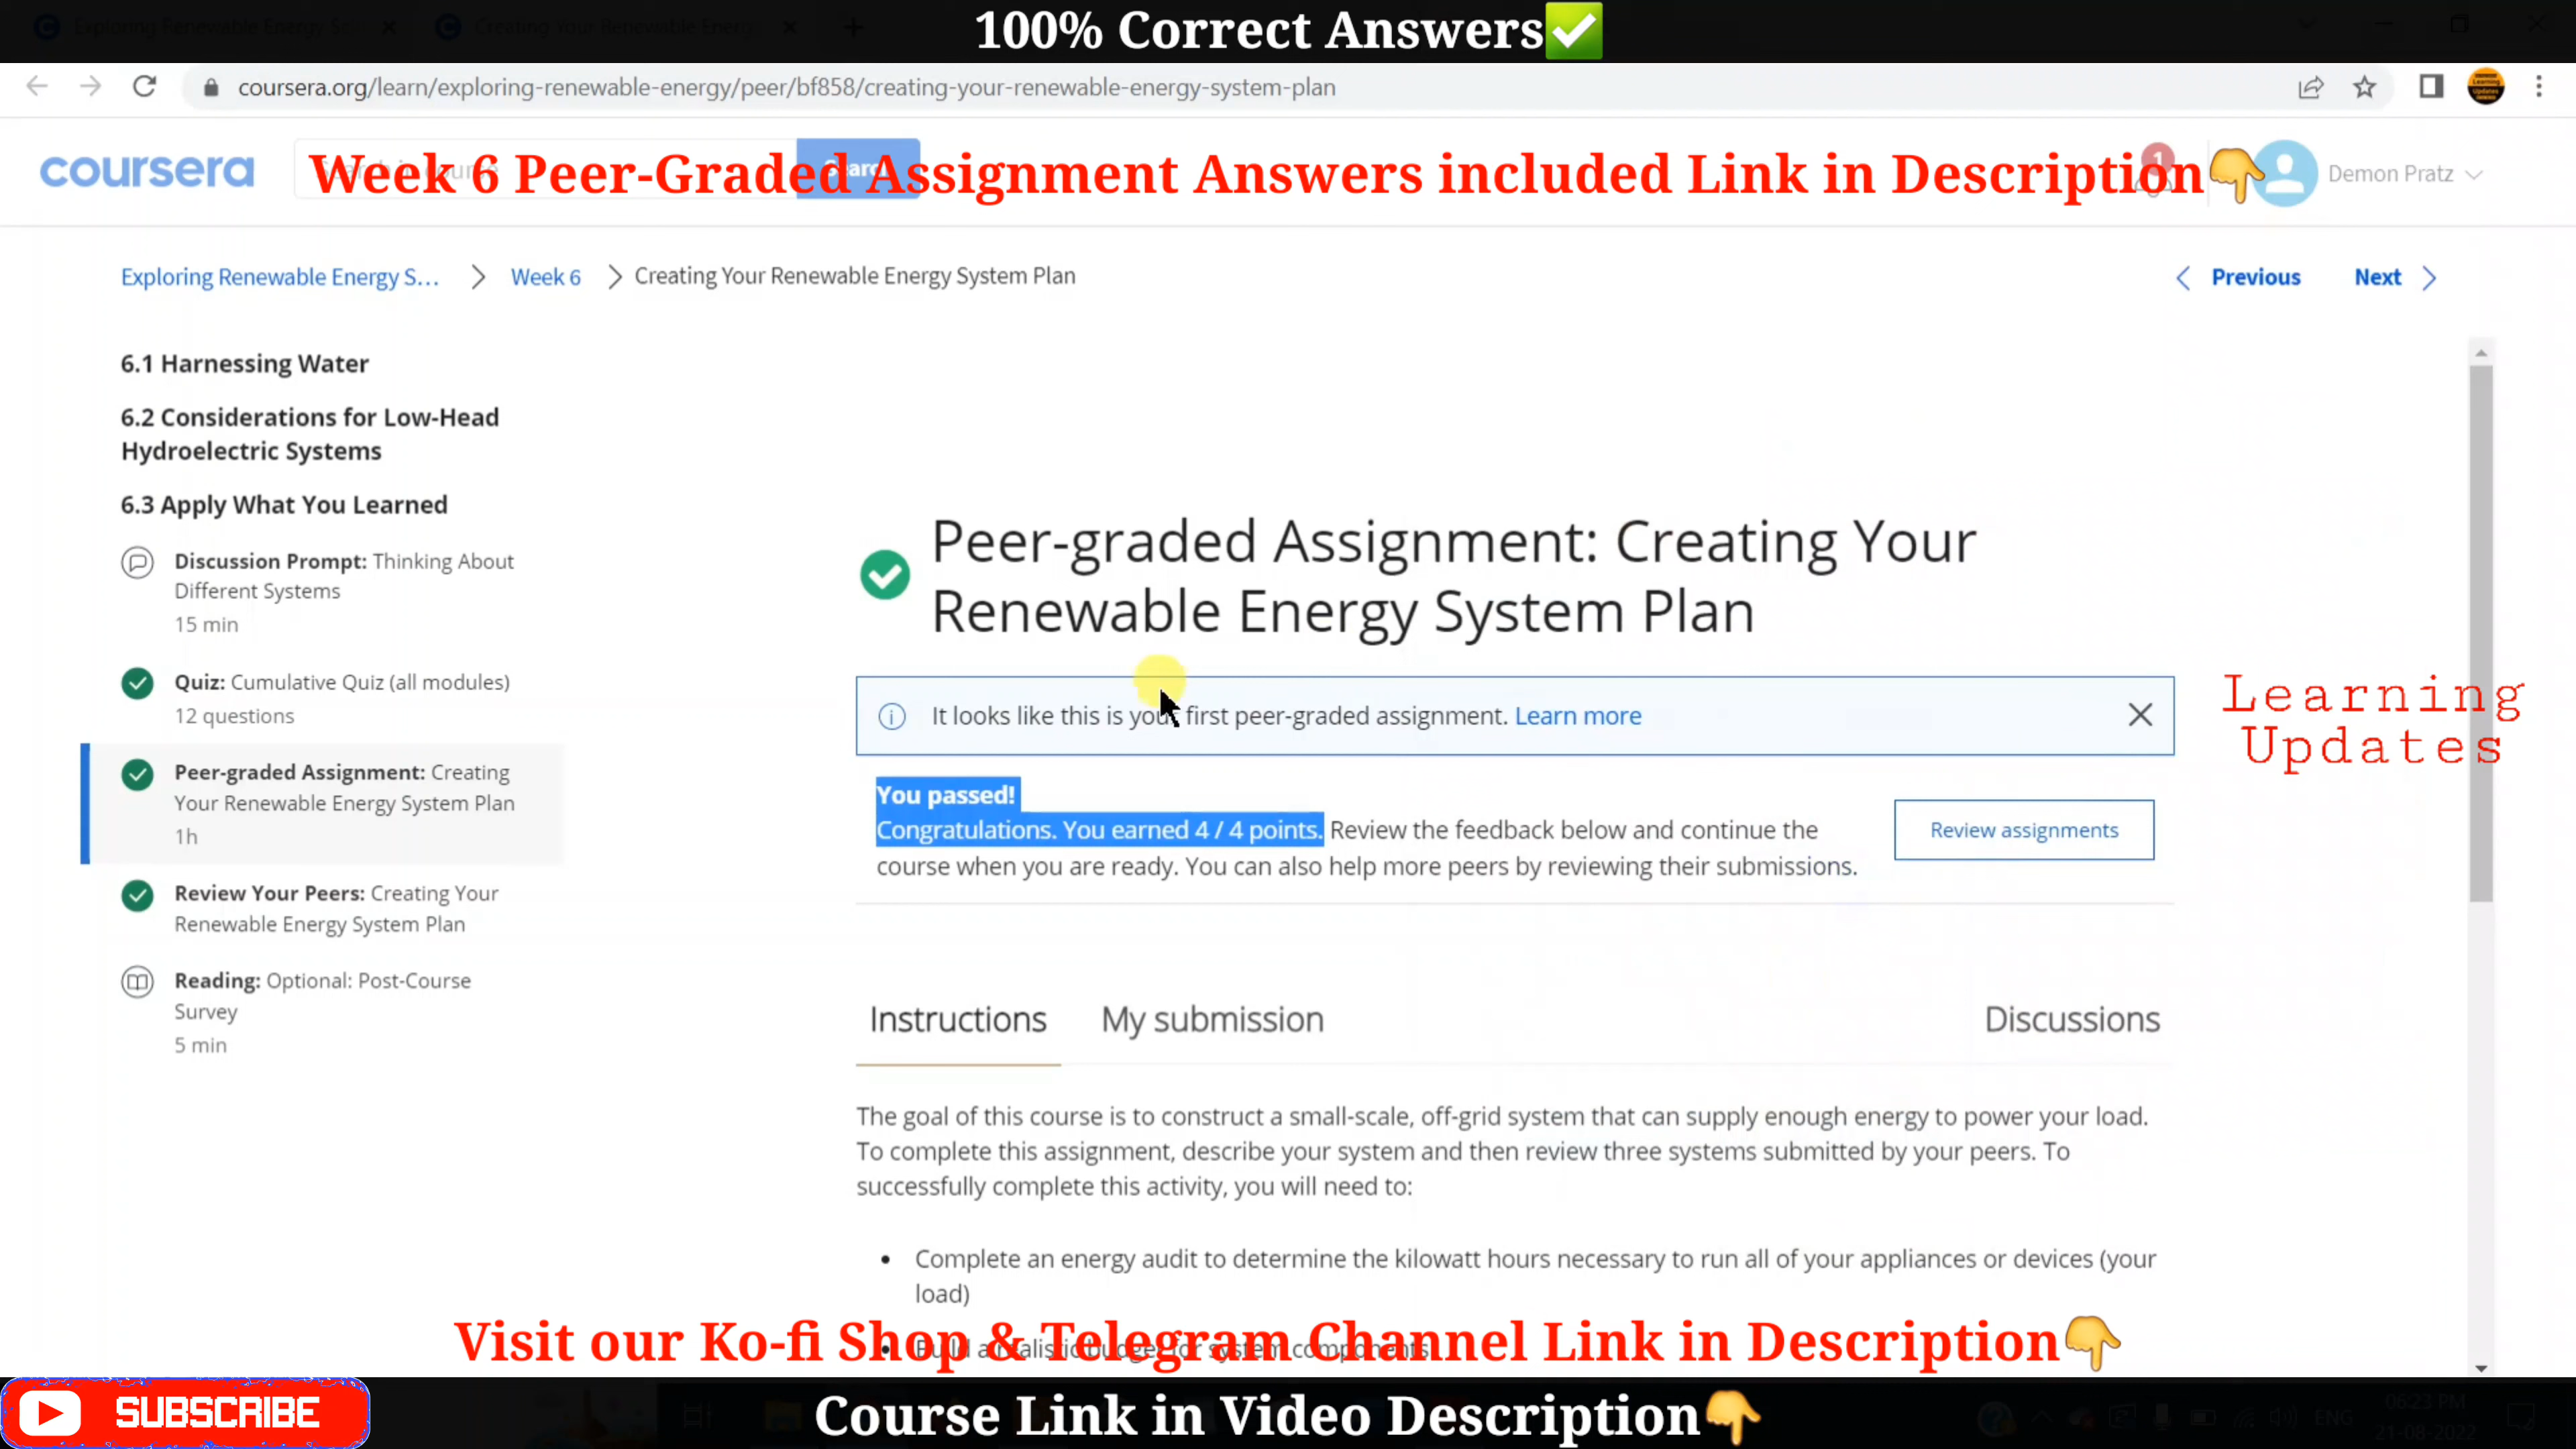 100% Correct Answers✅
coursera.org/learn/exploring-renewable-energy/peer/bf858/creating-your-renewable-energy-system-plan
coursera
Week 6 Peer-Graded Assignment Answers included Link in Description👇
1
Demon Pratz
Exploring Renewable Energy S... > Week 6 > Creating Your Renewable Energy System Plan
Previous
Next
6.1 Harnessing Water
6.2 Considerations for Low-Head
Hydroelectric Systems
6.3 Apply What You Learned
Discussion Prompt: Thinking About
Different Systems
15 min
Quiz: Cumulative Quiz (all modules)
12 questions
Peer-graded Assignment: Creating
Your Renewable Energy System Plan
1h
Review Your Peers: Creating Your
Renewable Energy System Plan
Reading: Optional: Post-Course
Survey
5 min
Peer-graded Assignment: Creating Your
Renewable Energy System Plan
It looks like this is your first peer-graded assignment. Learn more
Learning
Updates
You passed!
Congratulations. You earned 4 / 4 points. Review the feedback below and continue the
course when you are ready. You can also help more peers by reviewing their submissions.
Review assignments
Instructions
My submission
Discussions
The goal of this course is to construct a small-scale, off-grid system that can supply enough energy to power your load.
To complete this assignment, describe your system and then review three systems submitted by your peers. To
successfully complete this activity, you will need to:
• Complete an energy audit to determine the kilowatt hours necessary to run all of your appliances or devices (your
load)
Visit our Ko-fi Shop & Telegram Channel Link in Description👇
SUBSCRIBE
Course Link in Video Description👇
ENG
06:23 PM
21-08-2022